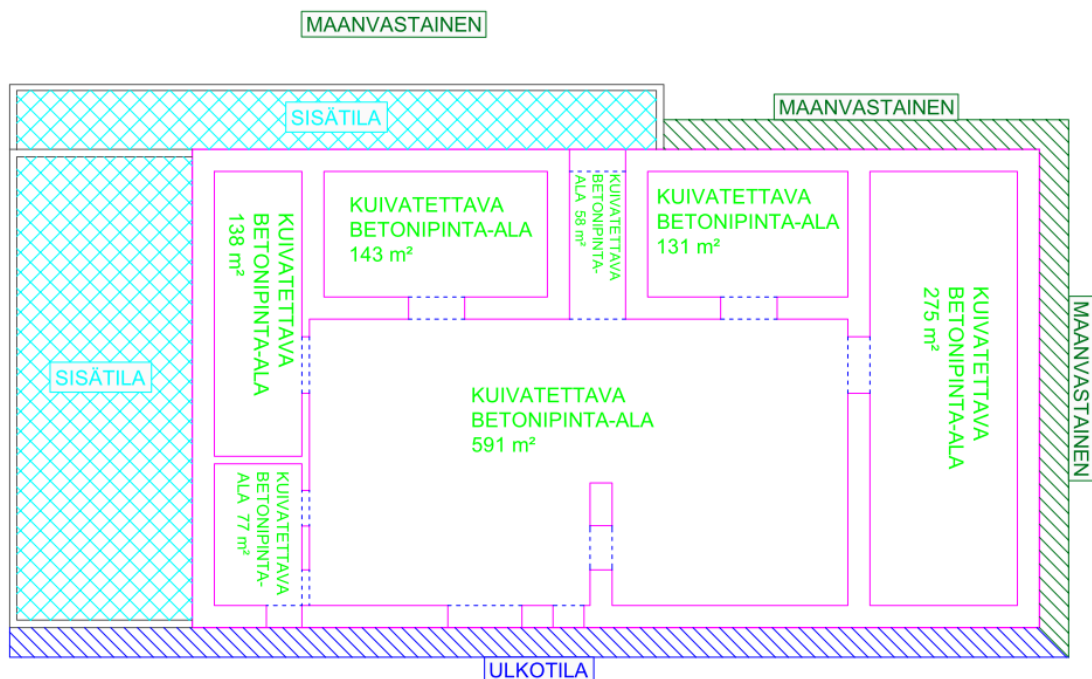 MAANVASTAINEN
SISÄTILA
MAANVASTAINEN
KUIVATETTAVA
BETONIPINTA-ALA
138 m²
KUIVATETTAVA
BETONIPINTA-ALA
143 m²
KUIVATETTAVA
BETONIPINTA-
ALA 58 m²
KUIVATETTAVA
BETONIPINTA-ALA
131 m²
KUIVATETTAVA
BETONIPINTA-ALA
275 m²
MAANVASTAINEN
SISÄTILA
KUIVATETTAVA
BETONIPINTA-ALA
591 m²
KUIVATETTAVA
BETONIPINTA-
ALA 77 m²
ULKOTILA